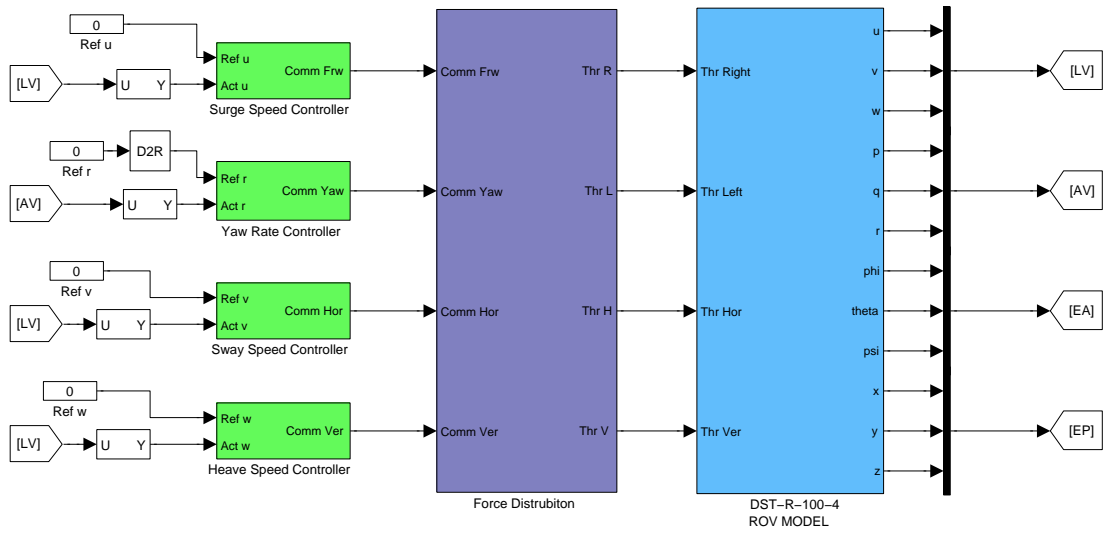 0
Ref u
[LV]
U Y
Ref u
Act u
Comm Frw
Surge Speed Controller
0
Ref r
D2R
[AV]
U Y
Ref r
Act r
Comm Yaw
Yaw Rate Controller
0
Ref v
[LV]
U Y
Ref v
Act v
Comm Hor
Sway Speed Controller
0
Ref w
[LV]
U Y
Ref w
Act w
Comm Ver
Heave Speed Controller
Comm Frw
Comm Yaw
Comm Hor
Comm Ver
Thr R
Thr L
Thr H
Thr V
Force Distrubiton
Thr Right
Thr Left
Thr Hor
Thr Ver
u
v
w
p
q
r
phi
theta
psi
x
y
z
DST-R-100-4
ROV MODEL
[LV]
[AV]
[EA]
[EP]